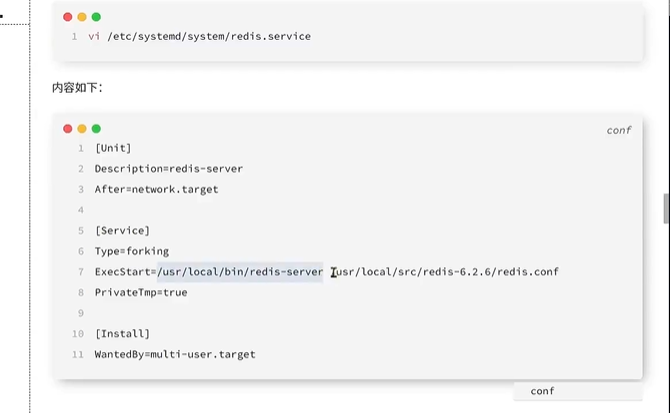 1 vi /etc/systemd/system/redis.service
内容如下：
conf
1 [Unit]
2 Description=redis-server
3 After=network.target
4
5 [Service]
6 Type=forking
7 ExecStart=/usr/local/bin/redis-server /usr/local/src/redis-6.2.6/redis.conf
8 PrivateTmp=true
9
10 [Install]
11 WantedBy=multi-user.target
conf